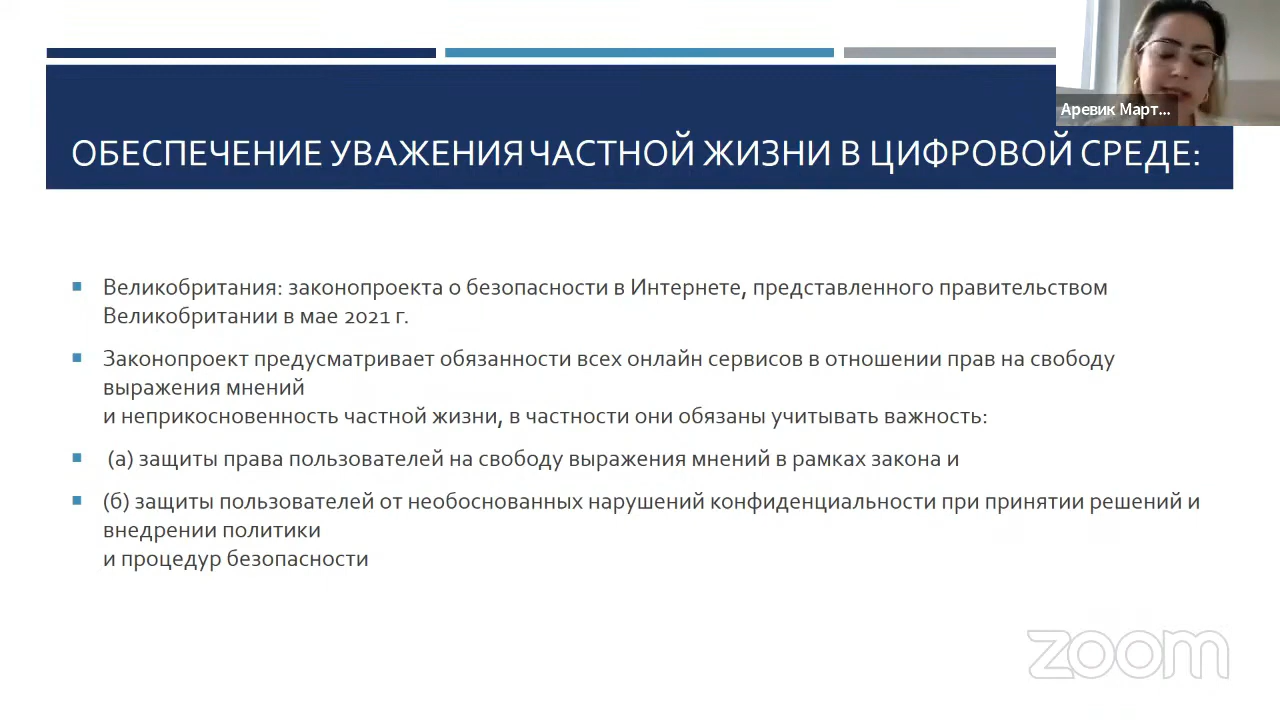 Аревик Март...
ОБЕСПЕЧЕНИЕ УВАЖЕНИЯ ЧАСТНОЙ ЖИЗНИ В ЦИФРОВОЙ СРЕДЕ:
Великобритания: законопроекта о безопасности в Интернете, представленного правительством
Великобритании в мае 2021 г.
Законопроект предусматривает обязанности всех онлайн сервисов в отношении прав на свободу
выражения мнений
и неприкосновенность частной жизни, в частности они обязаны учитывать важность:
(а) защиты права пользователей на свободу выражения мнений в рамках закона и
(б) защиты пользователей от необоснованных нарушений конфиденциальности при принятии решений и
внедрении политики
и процедур безопасности
zoom